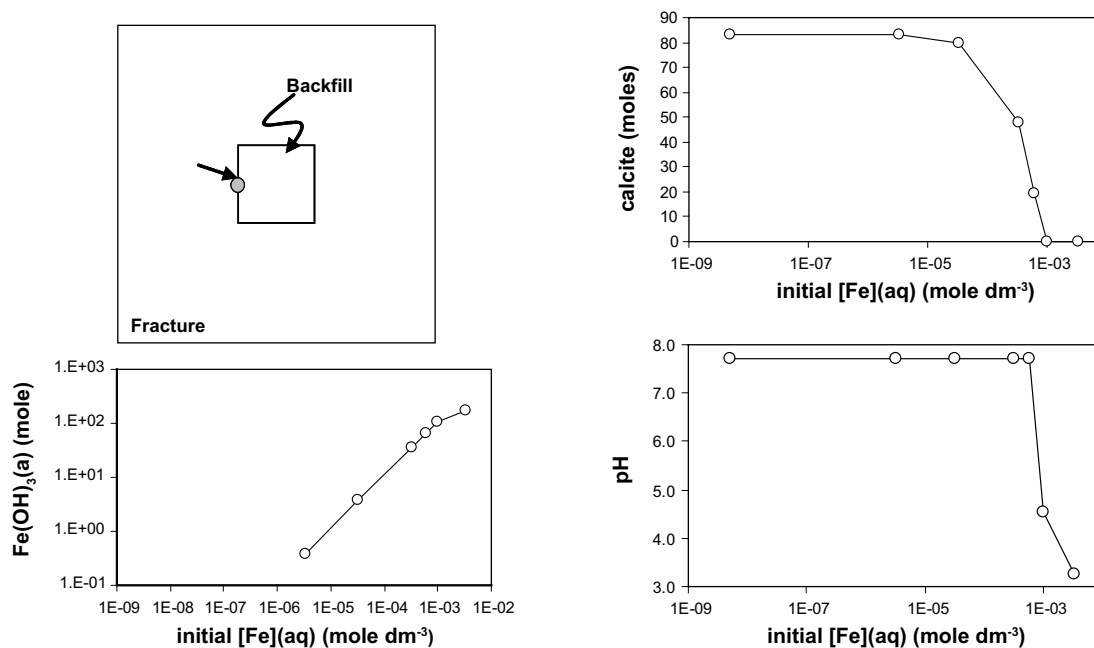 Backfill
Fracture
90
80
70
60
50
40
30
20
10
0
calcite (moles)
1E-09 1E-07 1E-05 1E-03
initial [Fe](aq) (mole dm-3)
1.E+03
1.E+02
1.E+01
1.E+00
1.E-01
Fe(OH)3(a) (mole)
1E-09 1E-08 1E-07 1E-06 1E-05 1E-04 1E-03 1E-02
initial [Fe](aq) (mole dm-3)
8.0
7.0
6.0
5.0
4.0
3.0
pH
1E-09 1E-07 1E-05 1E-03
initial [Fe](aq) (mole dm-3)